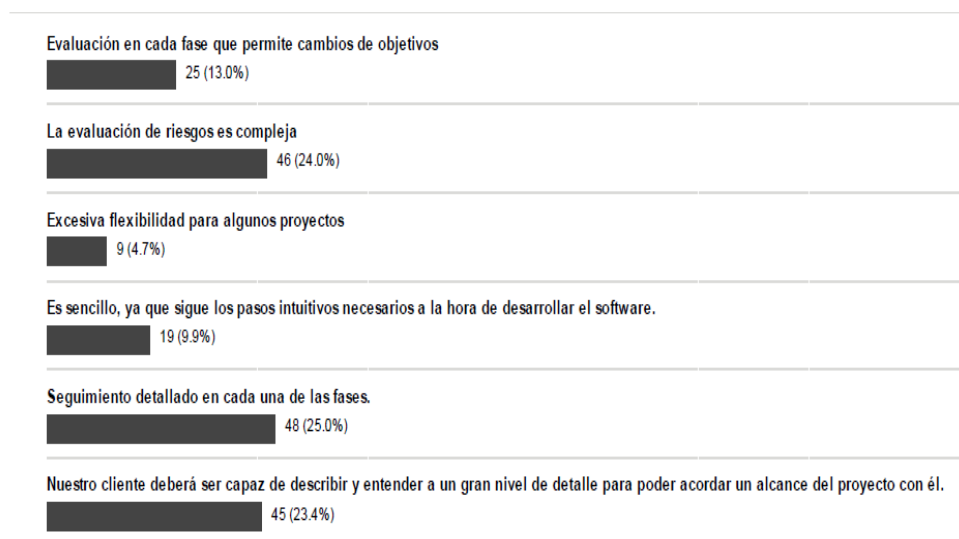 Evaluación en cada fase que permite cambios de objetivos
25 (13.0%)
La evaluación de riesgos es compleja
46 (24.0%)
Excesiva flexibilidad para algunos proyectos
9 (4.7%)
Es sencillo, ya que sigue los pasos intuitivos necesarios a la hora de desarrollar el software.
19 (9.9%)
Seguimiento detallado en cada una de las fases.
48 (25.0%)
Nuestro cliente deberá ser capaz de describir y entender a un gran nivel de detalle para poder acordar un alcance del proyecto con él.
45 (23.4%)